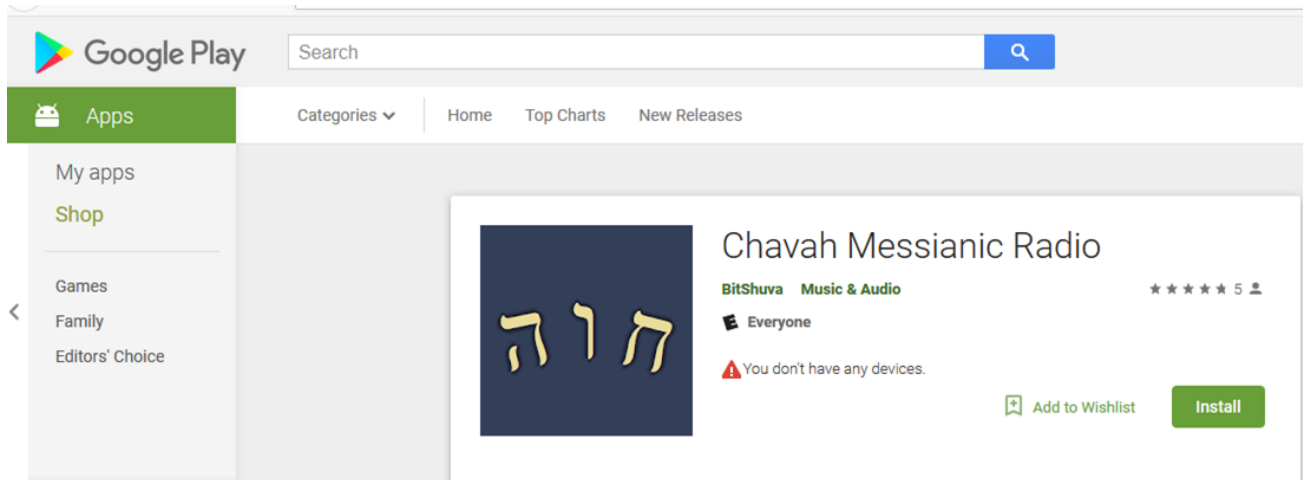 Google Play
Search
Apps
Categories
Home
Top Charts
New Releases
My apps
Shop
Games
Family
Editors' Choice
חוה
Chavah Messianic Radio
BitShuva Music & Audio
5
E Everyone
You don't have any devices.
Add to Wishlist
Install